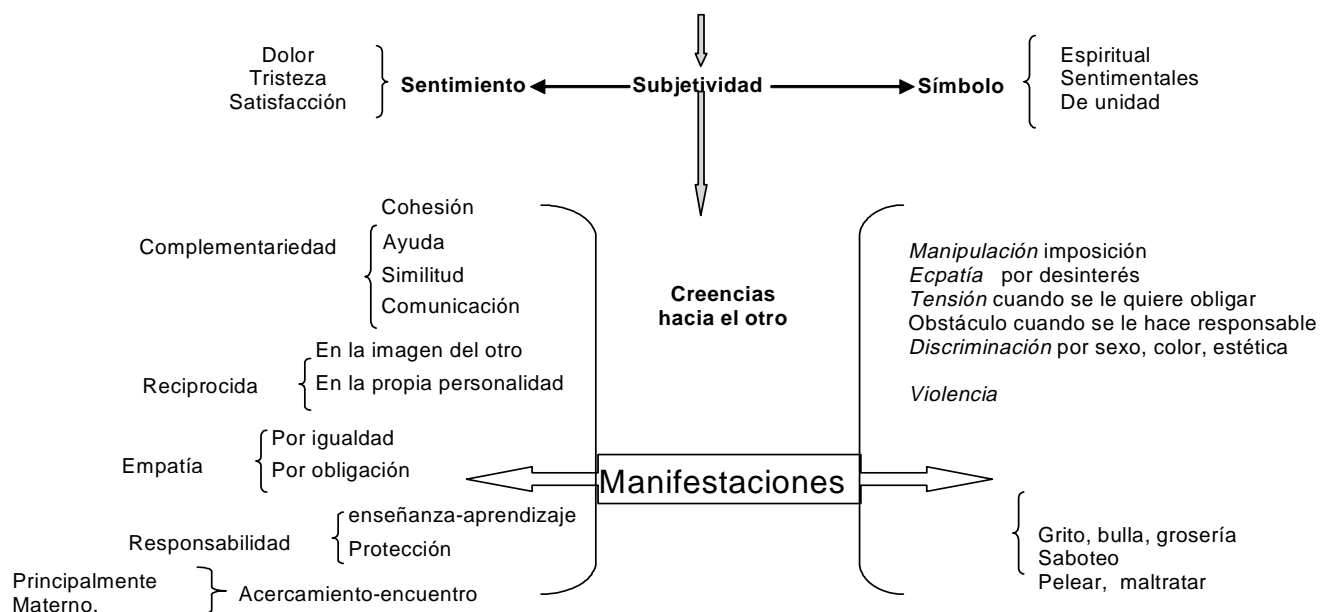 Dolor
Tristeza
Satisfacción
Sentimiento
Subjetividad
Símbolo
Espiritual
Sentimentales
De unidad
Cohesión
Complementariedad
Ayuda
Similitud
Comunicación
En la imagen del otro
Reciprocida
En la propia personalidad
Por igualdad
Empatía
Por obligación
enseñanza-aprendizaje
Responsabilidad
Protección
Principalmente
Materno.
Acercamiento-encuentro
Creencias
hacia el otro
Manifestaciones
Manipulación imposición
Ecpatía por desinterés
Tensión cuando se le quiere obligar
Obstáculo cuando se le hace responsable
Discriminación por sexo, color, estética
Violencia
Grito, bulla, grosería
Saboteo
Pelear, maltratar